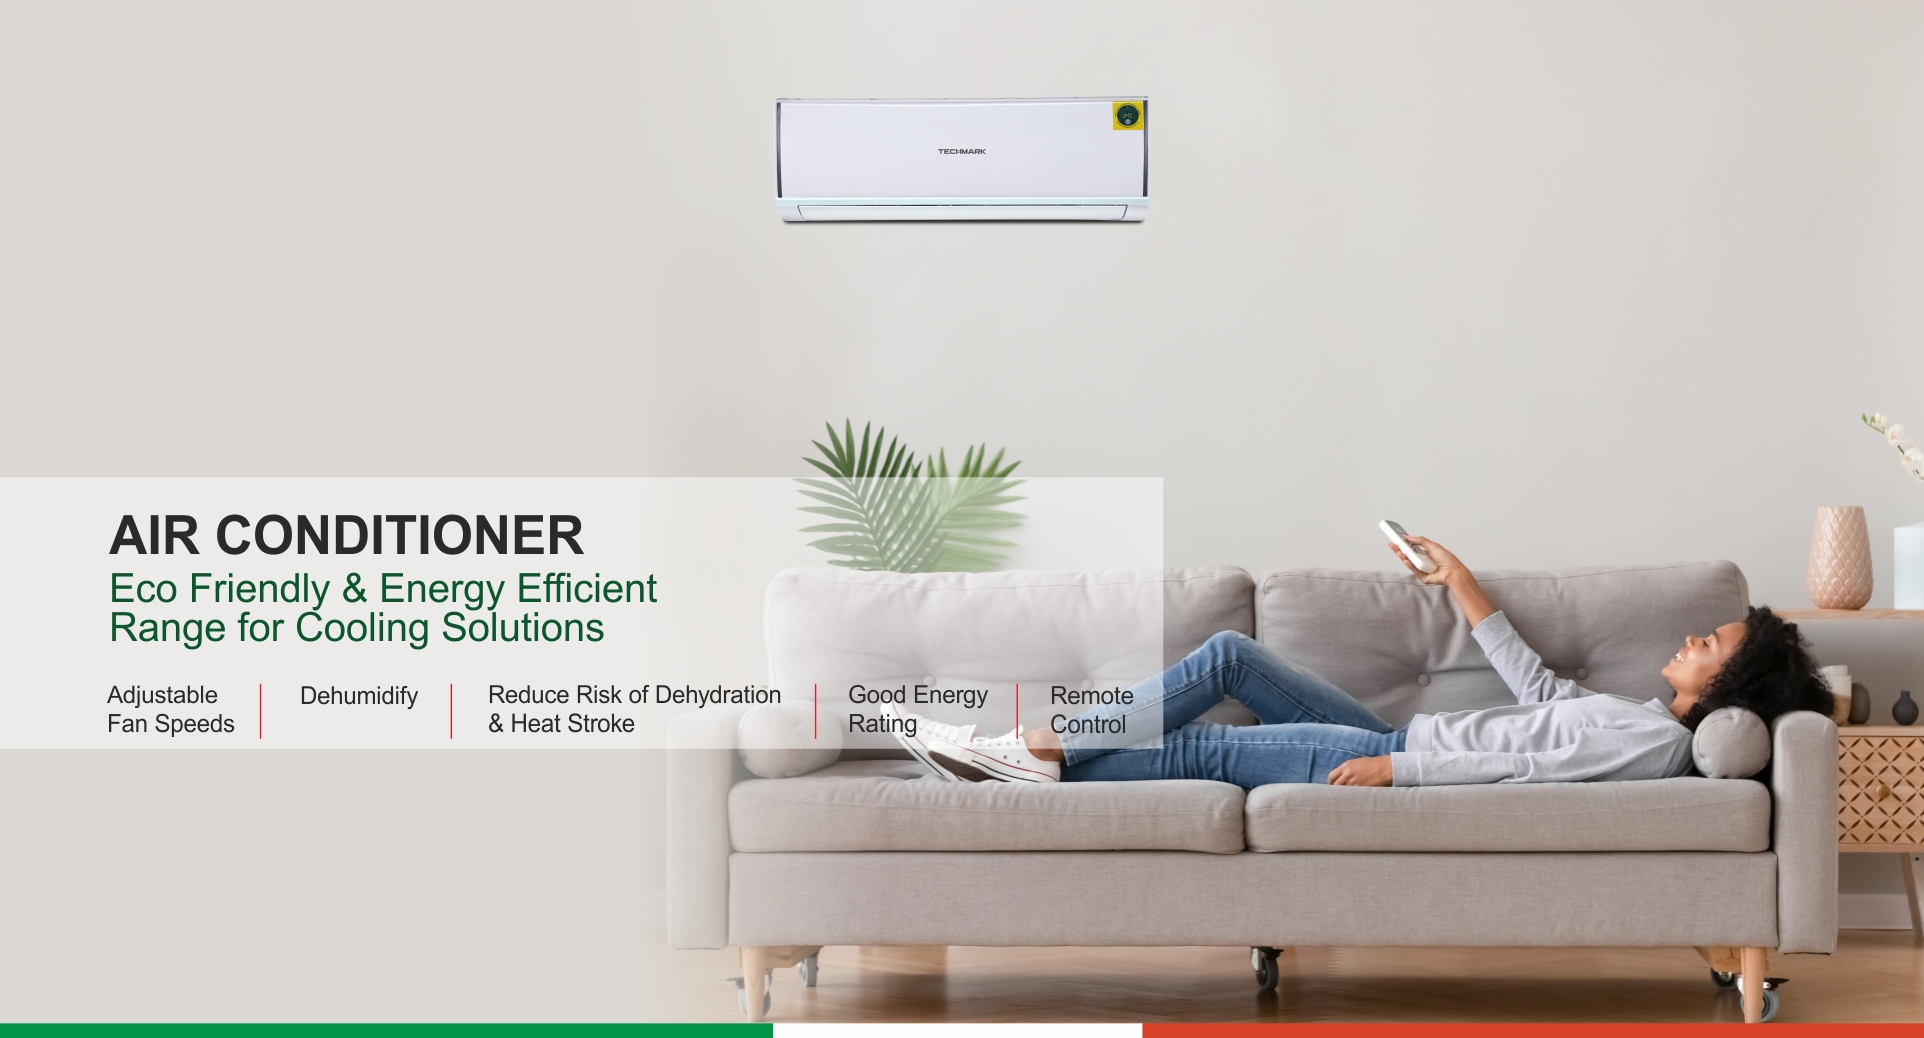 TECHMARK
AIR CONDITIONER
Eco Friendly & Energy Efficient
Range for Cooling Solutions
Adjustable
Fan Speeds
Dehumidify
Reduce Risk of Dehydration
& Heat Stroke
Good Energy
Rating
Remote
Control